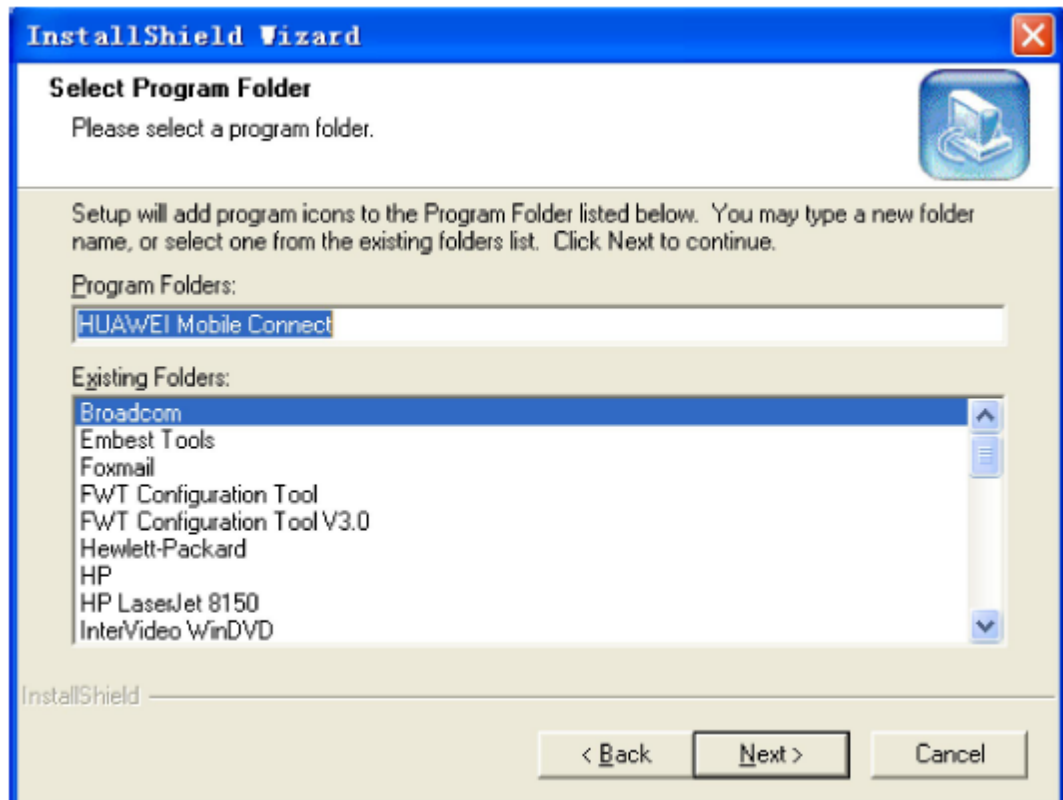 InstallShield Wizard
Select Program Folder
Please select a program folder.
Setup will add program icons to the Program Folder listed below.  You may type a new folder
name, or select one from the existing folders list.  Click Next to continue.
Program Folders:
HUAWEI Mobile Connect
Existing Folders:
Broadcom
Embest Tools
Foxmail
FWT Configuration Tool
FWT Configuration Tool V3.0
Hewlett-Packard
HP
HP LaserJet 8150
InterVideo WinDVD
InstallShield
< Back
Next >
Cancel